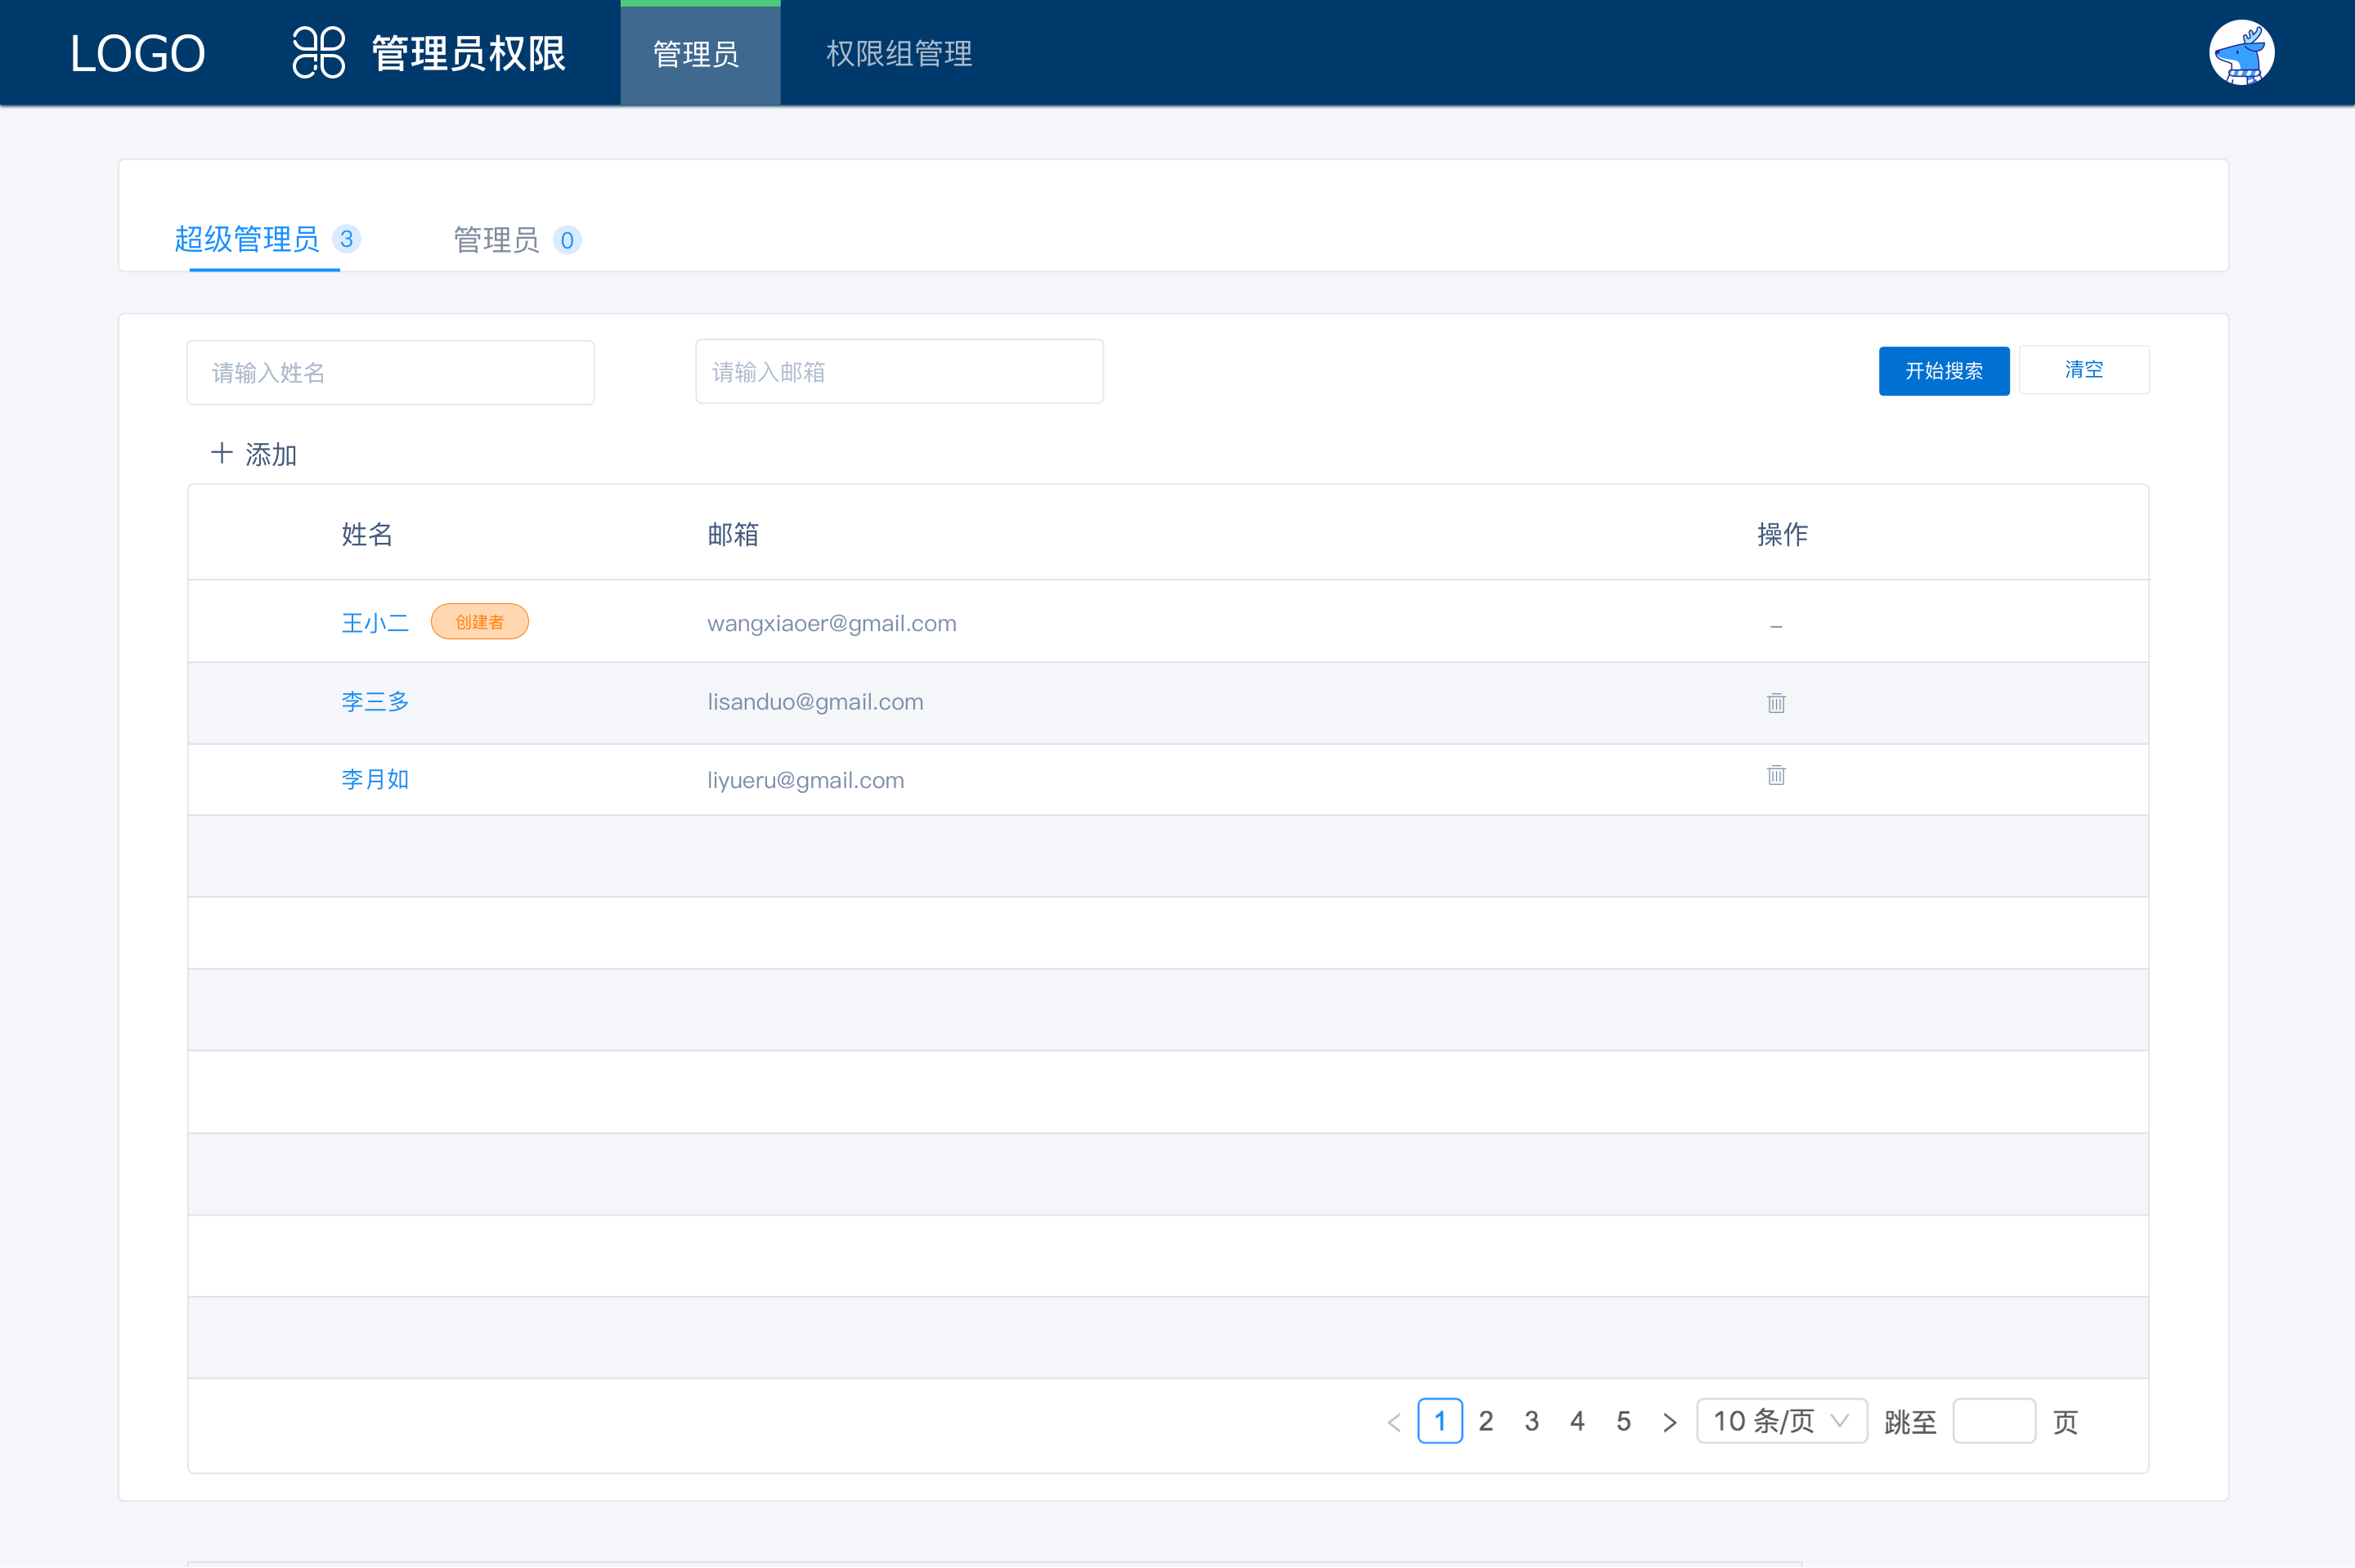 LOGO 管理员权限 管理员 权限组管理
超级管理员 3 管理员 0
请输入姓名 请输入邮箱 开始搜索 清空
添加
姓名 邮箱 操作
王小二 创建者 wangxiaoer@gmail.com –
李三多 lisanduo@gmail.com
李月如 liyueru@gmail.com
< 1 2 3 4 5 > 10 条/页 跳至 页